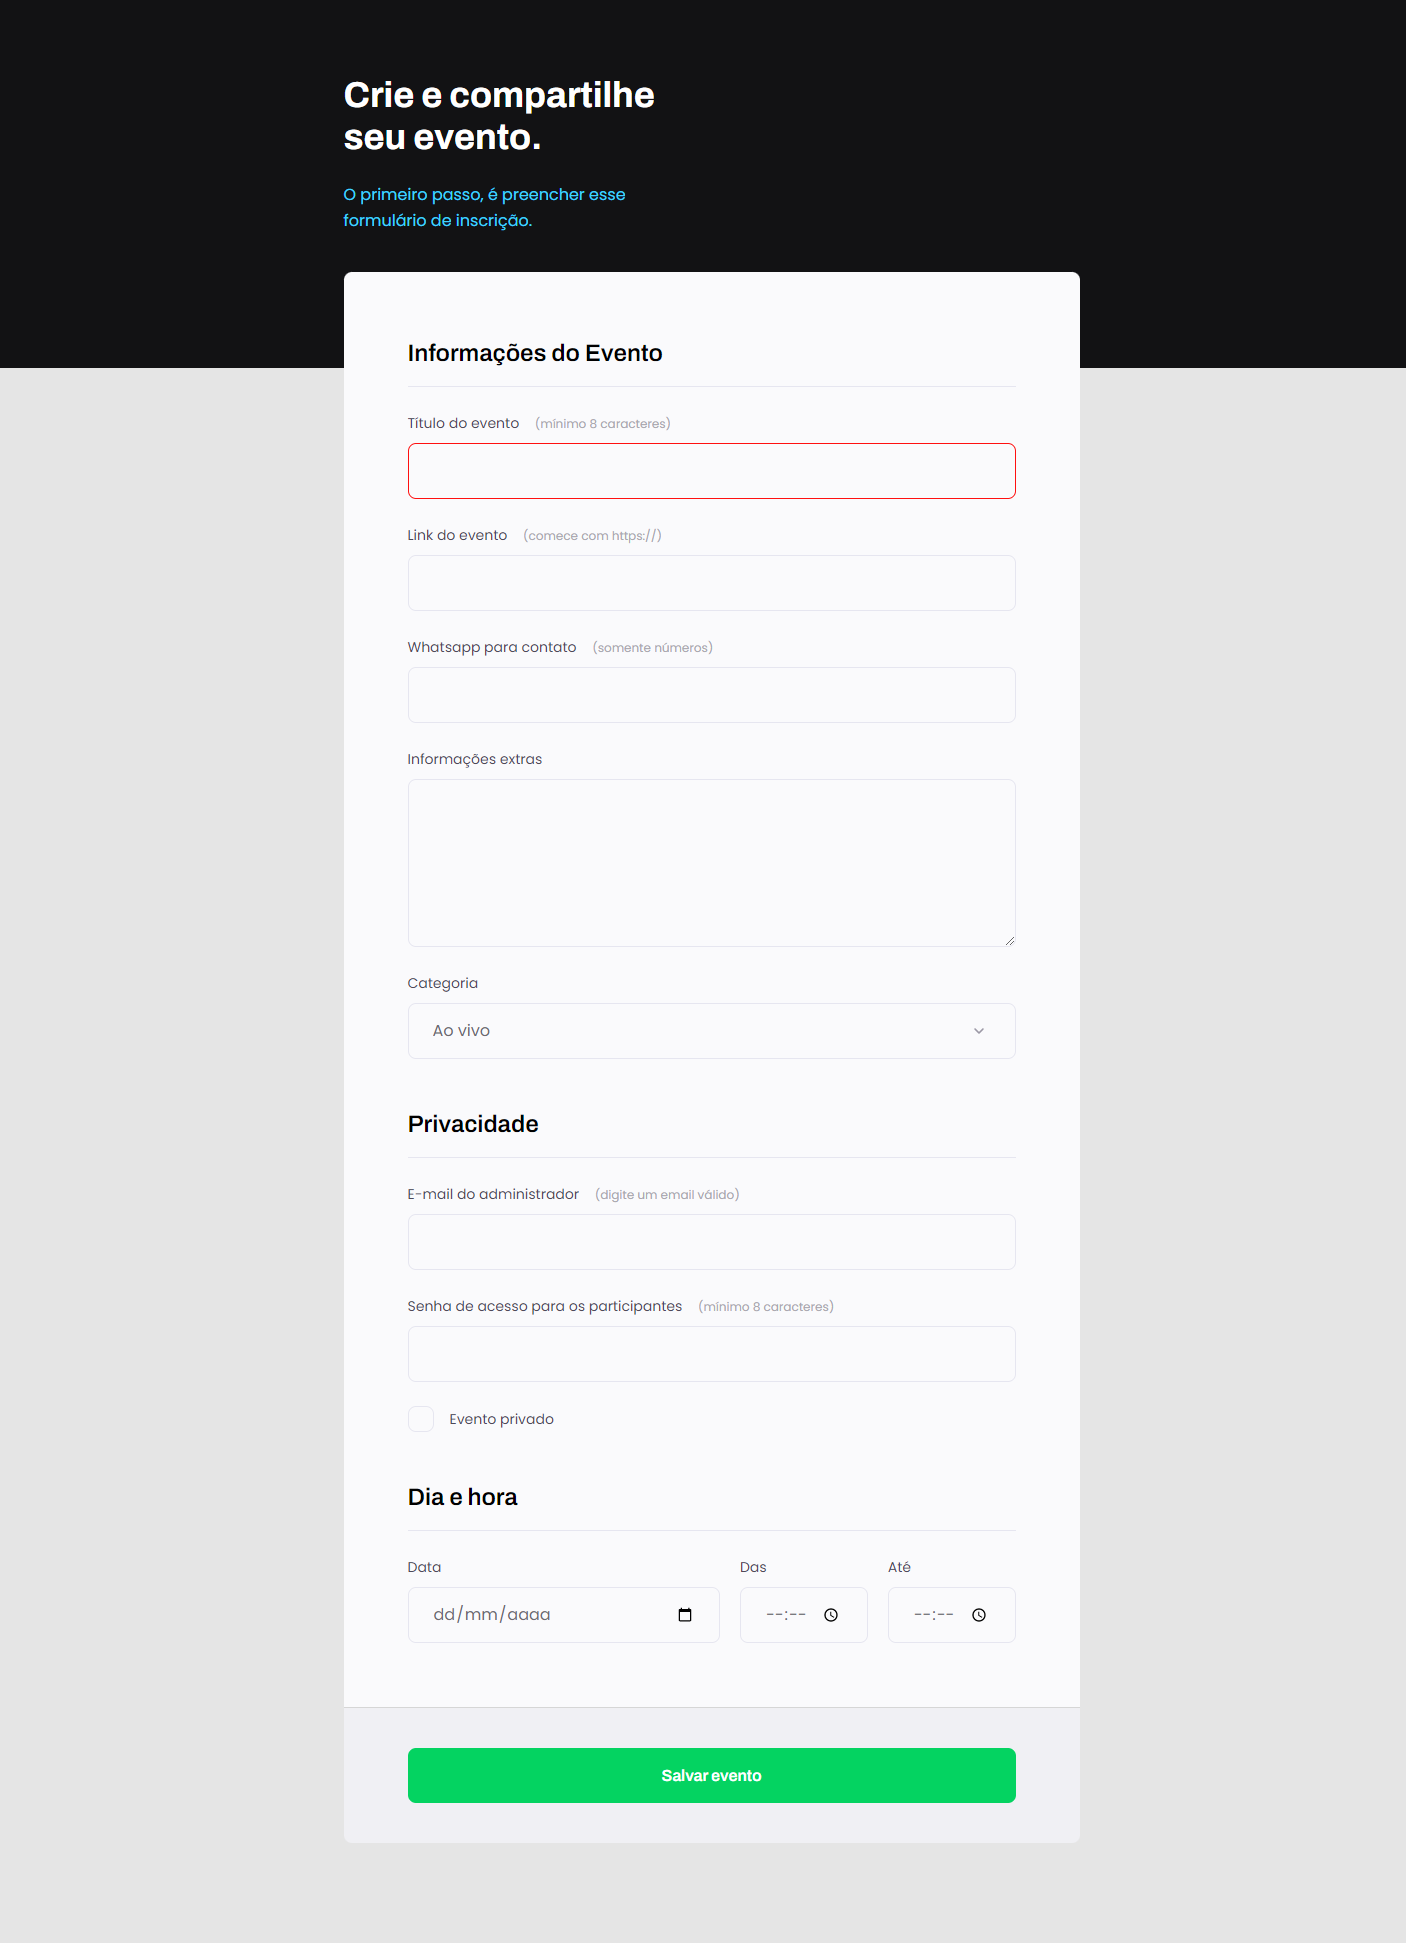 Crie e compartilhe
seu evento.
O primeiro passo, é preencher esse
formulário de inscrição.
Informações do Evento
Título do evento (mínimo 8 caracteres)
Link do evento (comece com https://)
Whatsapp para contato (somente números)
Informações extras
Categoria
Ao vivo
Privacidade
E-mail do administrador (digite um email válido)
Senha de acesso para os participantes (mínimo 8 caracteres)
Evento privado
Dia e hora
Data Das Até
dd/mm/aaaa --:-- --:--
Salvar evento